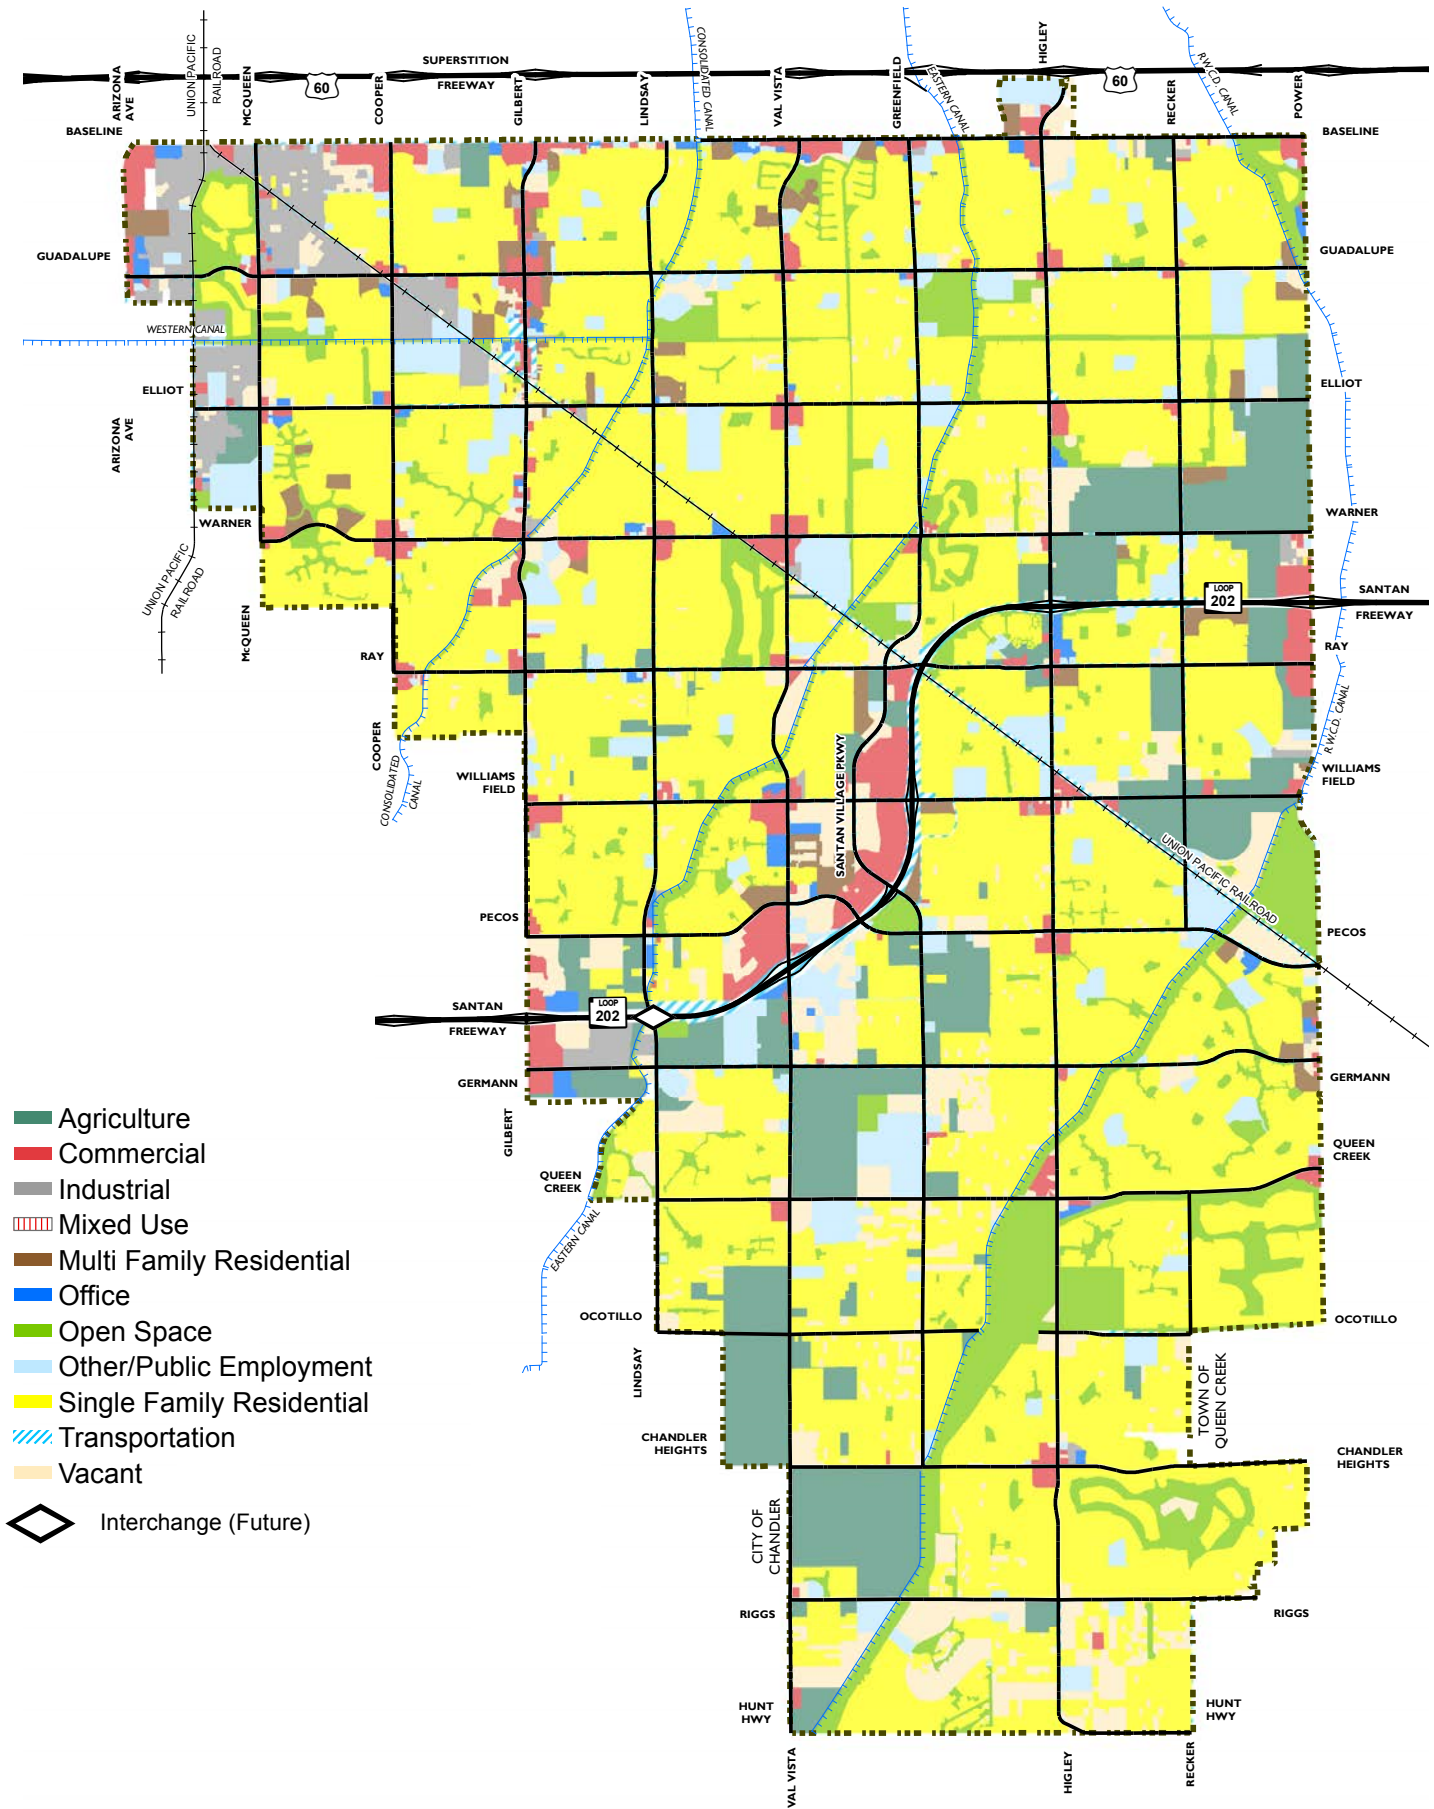 HIGLEY
SUPERSTITION
FREEWAY
60
60
ARIZONA
AVE
UNION PACIFIC
RAILROAD
MCQUEEN
COOPER
GILBERT
LINDSAY
CONSOLIDATED CANAL
VAL VISTA
GREENFIELD
EASTERN CANAL
RECKER
R.W.C.D. CANAL
POWER
BASELINE
BASELINE
GUADALUPE
GUADALUPE
WESTERN CANAL
ELLIOT
ELLIOT
ARIZONA
AVE
WARNER
WARNER
UNION PACIFIC
RAILROAD
McQUEEN
LOOP
202
SANTAN
FREEWAY
RAY
RAY
COOPER
CONSOLIDATED
CANAL
R.W.C.D. CANAL
WILLIAMS
FIELD
WILLIAMS
FIELD
SANTAN VILLAGE PKWY
UNION PACIFIC RAILROAD
PECOS
PECOS
SANTAN
FREEWAY
LOOP
202
GERMANN
GERMANN
GILBERT
QUEEN
CREEK
QUEEN
CREEK
EASTERN CANAL
OCOTILLO
OCOTILLO
LINDSAY
TOWN OF
QUEEN CREEK
CHANDLER
HEIGHTS
CHANDLER
HEIGHTS
CITY OF
CHANDLER
RIGGS
RIGGS
HUNT
HWY
HUNT
HWY
VAL VISTA
HIGLEY
RECKER
Agriculture
Commercial
Industrial
Mixed Use
Multi Family Residential
Office
Open Space
Other/Public Employment
Single Family Residential
Transportation
Vacant
Interchange (Future)